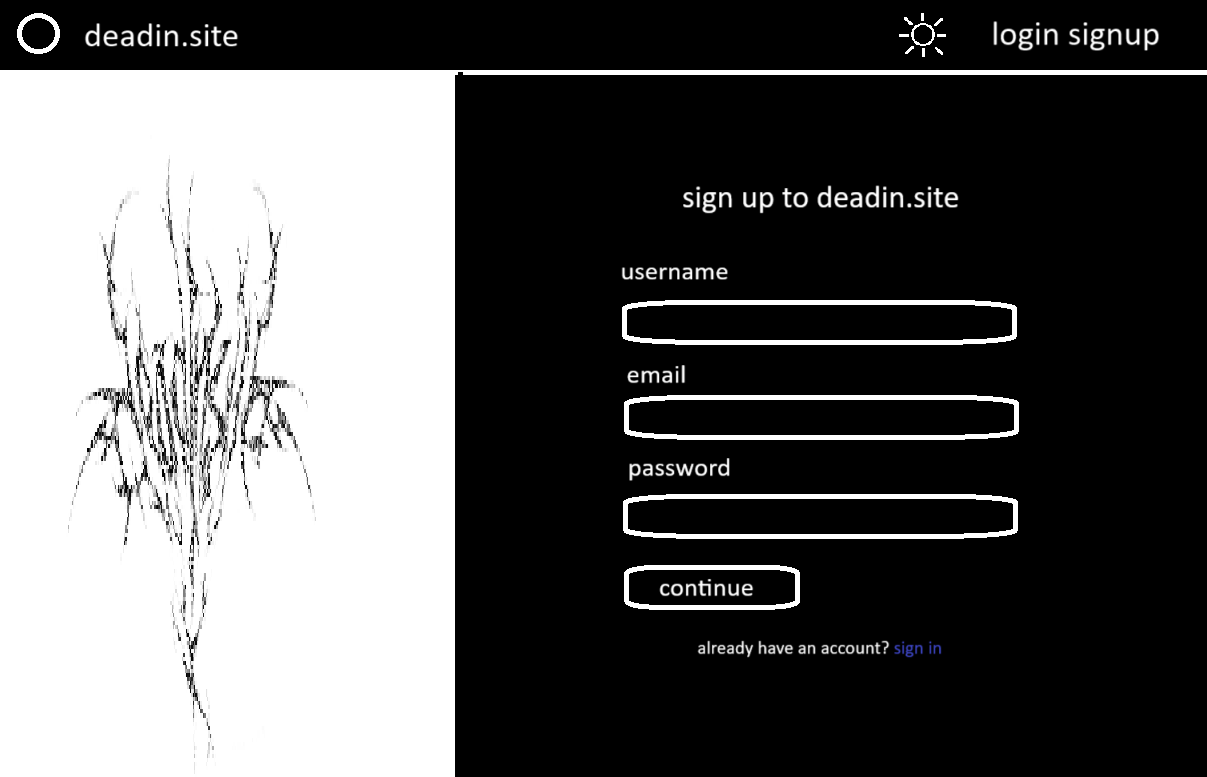 deadin.site
login signup
sign up to deadin.site
username
email
password
continue
already have an account? sign in